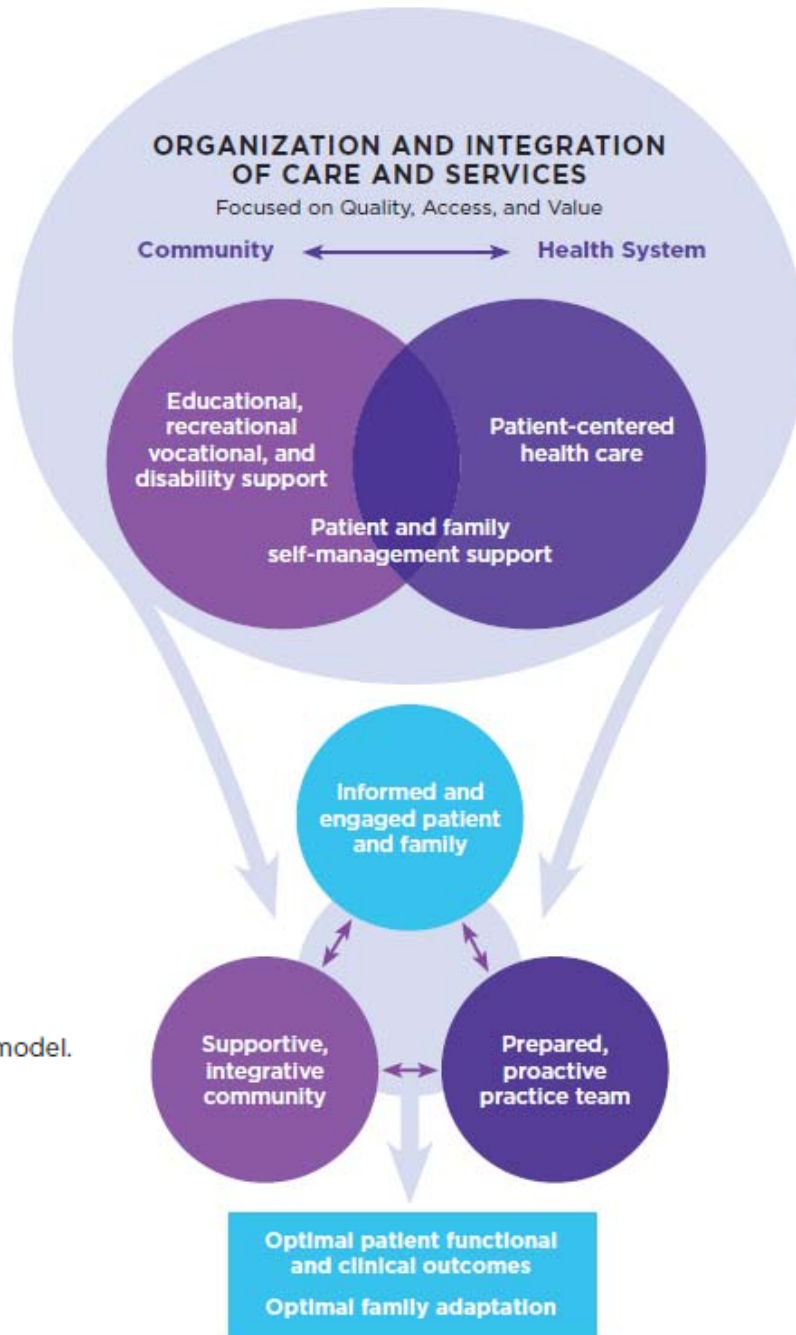 ORGANIZATION AND INTEGRATION
OF CARE AND SERVICES
Focused on Quality, Access, and Value
Community
Health System
Educational,
recreational
vocational, and
disability support
Patient-centered
health care
Patient and family
self-management support
Informed and
engaged patient
and family
model.
Supportive,
integrative
community
Prepared,
proactive
practice team
Optimal patient functional
and clinical outcomes
Optimal family adaptation